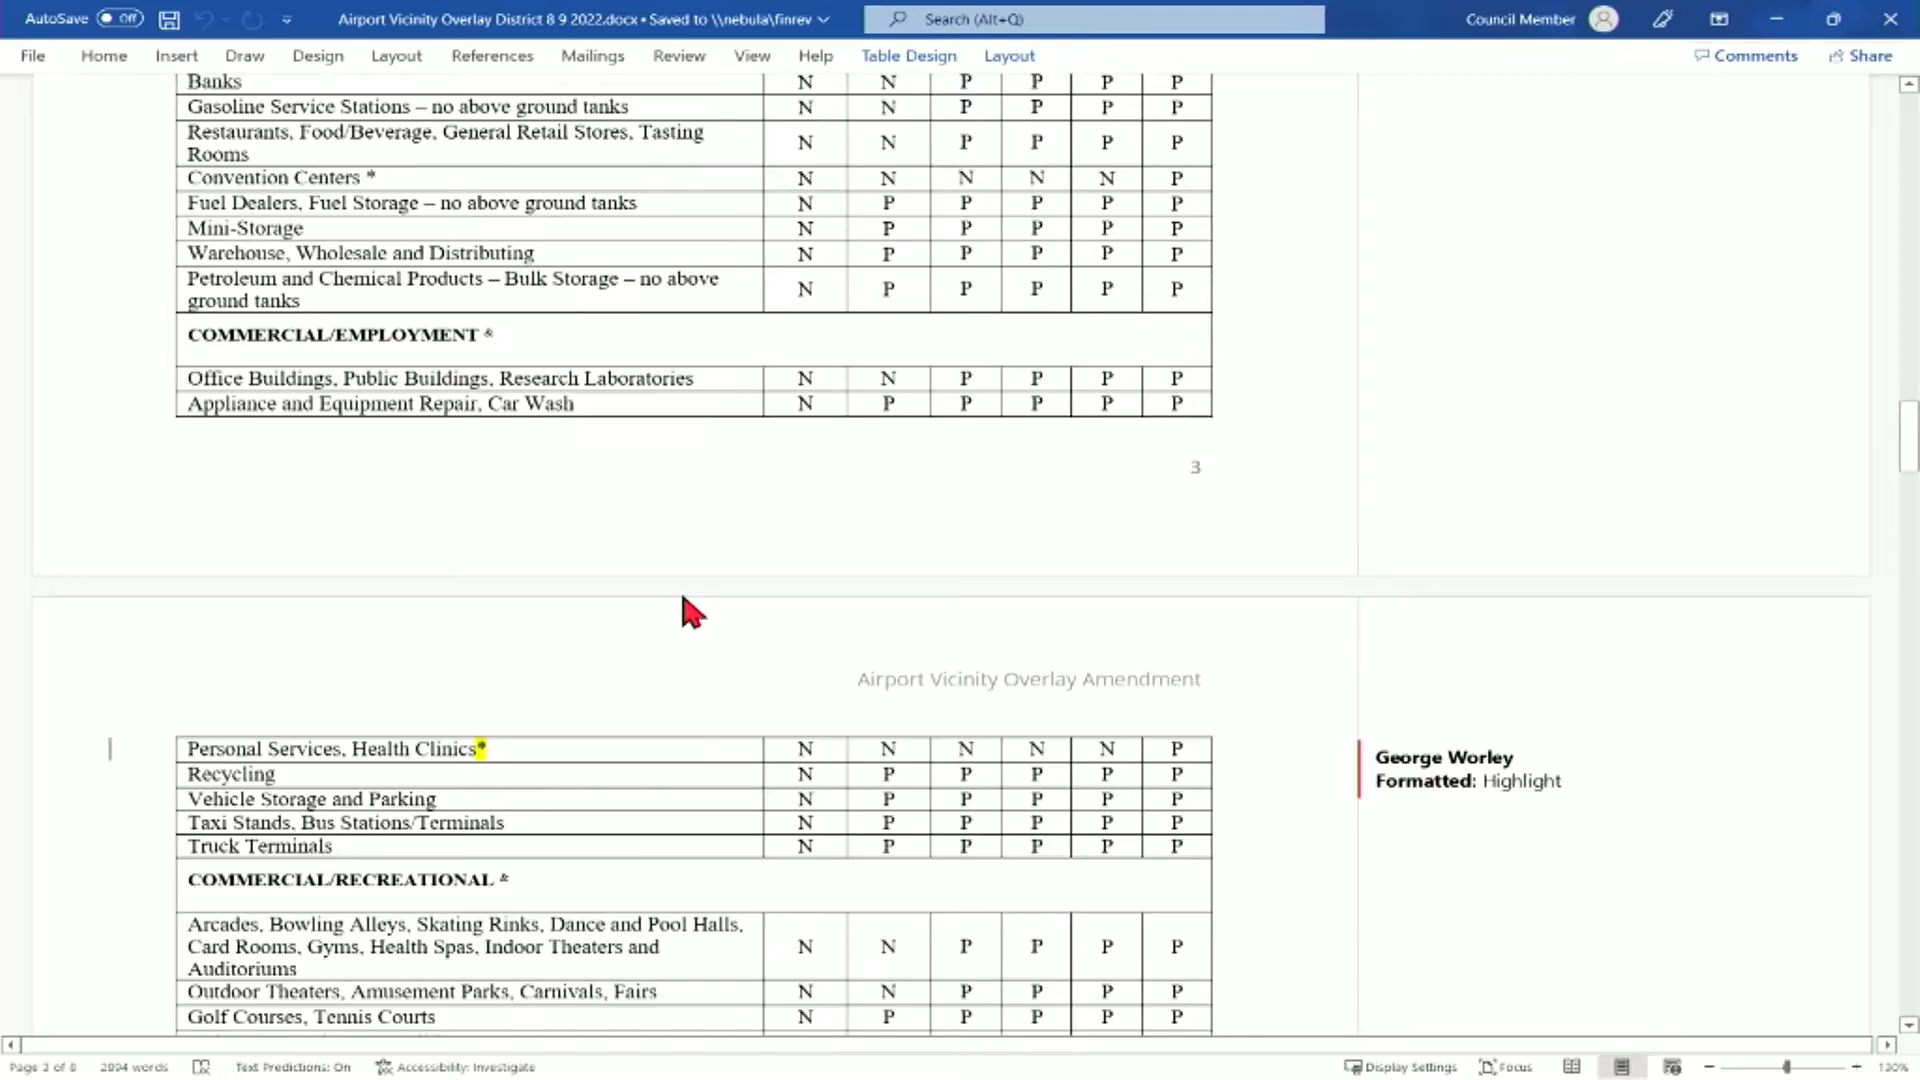 AutoSave Off Airport Vicinity Overlay District 8 9 2022.docx • Saved to \\nebula\finrev Search (Alt+Q) Council Member
File Home Insert Draw Design Layout References Mailings Review View Help Table Design Layout Comments Share
Banks N N P P P P
Gasoline Service Stations – no above ground tanks N N P P P P
Restaurants, Food/Beverage, General Retail Stores, Tasting
Rooms N N P P P P
Convention Centers * N N N N N P
Fuel Dealers, Fuel Storage – no above ground tanks N P P P P P
Mini-Storage N P P P P P
Warehouse, Wholesale and Distributing N P P P P P
Petroleum and Chemical Products – Bulk Storage – no above
ground tanks N P P P P P
COMMERCIAL/EMPLOYMENT &
Office Buildings, Public Buildings, Research Laboratories N N P P P P
Appliance and Equipment Repair, Car Wash N P P P P P
3
Airport Vicinity Overlay Amendment
Personal Services, Health Clinics* N N N N N P
George Worley
Formatted: Highlight
Recycling N P P P P P
Vehicle Storage and Parking N P P P P P
Taxi Stands, Bus Stations/Terminals N P P P P P
Truck Terminals N P P P P P
COMMERCIAL/RECREATIONAL &
Arcades, Bowling Alleys, Skating Rinks, Dance and Pool Halls,
Card Rooms, Gyms, Health Spas, Indoor Theaters and
Auditoriums N N P P P P
Outdoor Theaters, Amusement Parks, Carnivals, Fairs N N P P P P
Golf Courses, Tennis Courts N P P P P P
Page 3 of 8 2094 words Text Predictions: On Accessibility: Investigate Display Settings Focus 130%